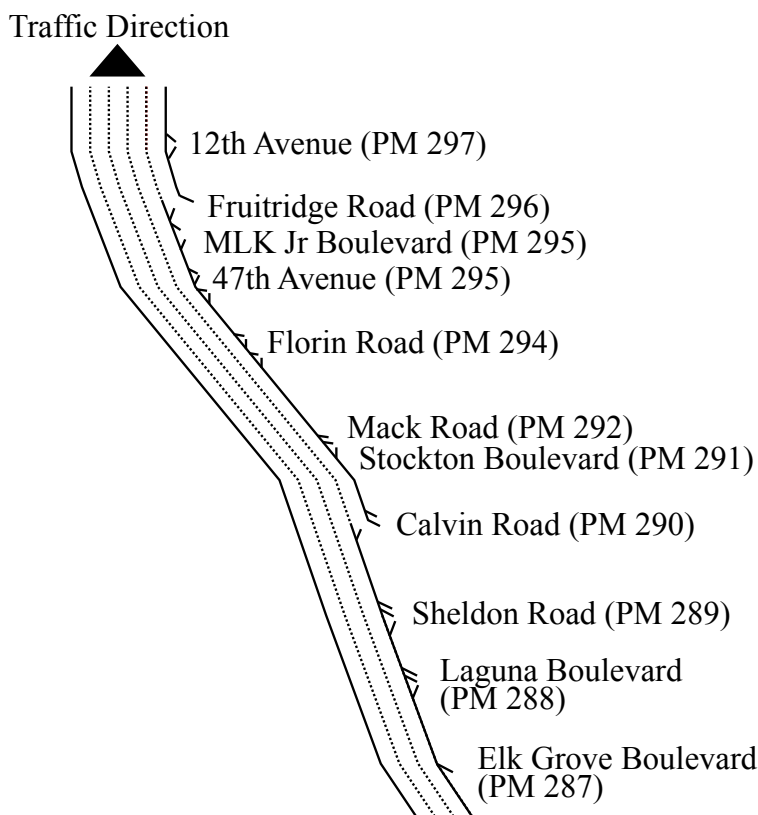 Traffic Direction
12th Avenue (PM 297)
Fruitridge Road (PM 296)
MLK Jr Boulevard (PM 295)
47th Avenue (PM 295)
Florin Road (PM 294)
Mack Road (PM 292)
Stockton Boulevard (PM 291)
Calvin Road (PM 290)
Sheldon Road (PM 289)
Laguna Boulevard
(PM 288)
Elk Grove Boulevard
(PM 287)